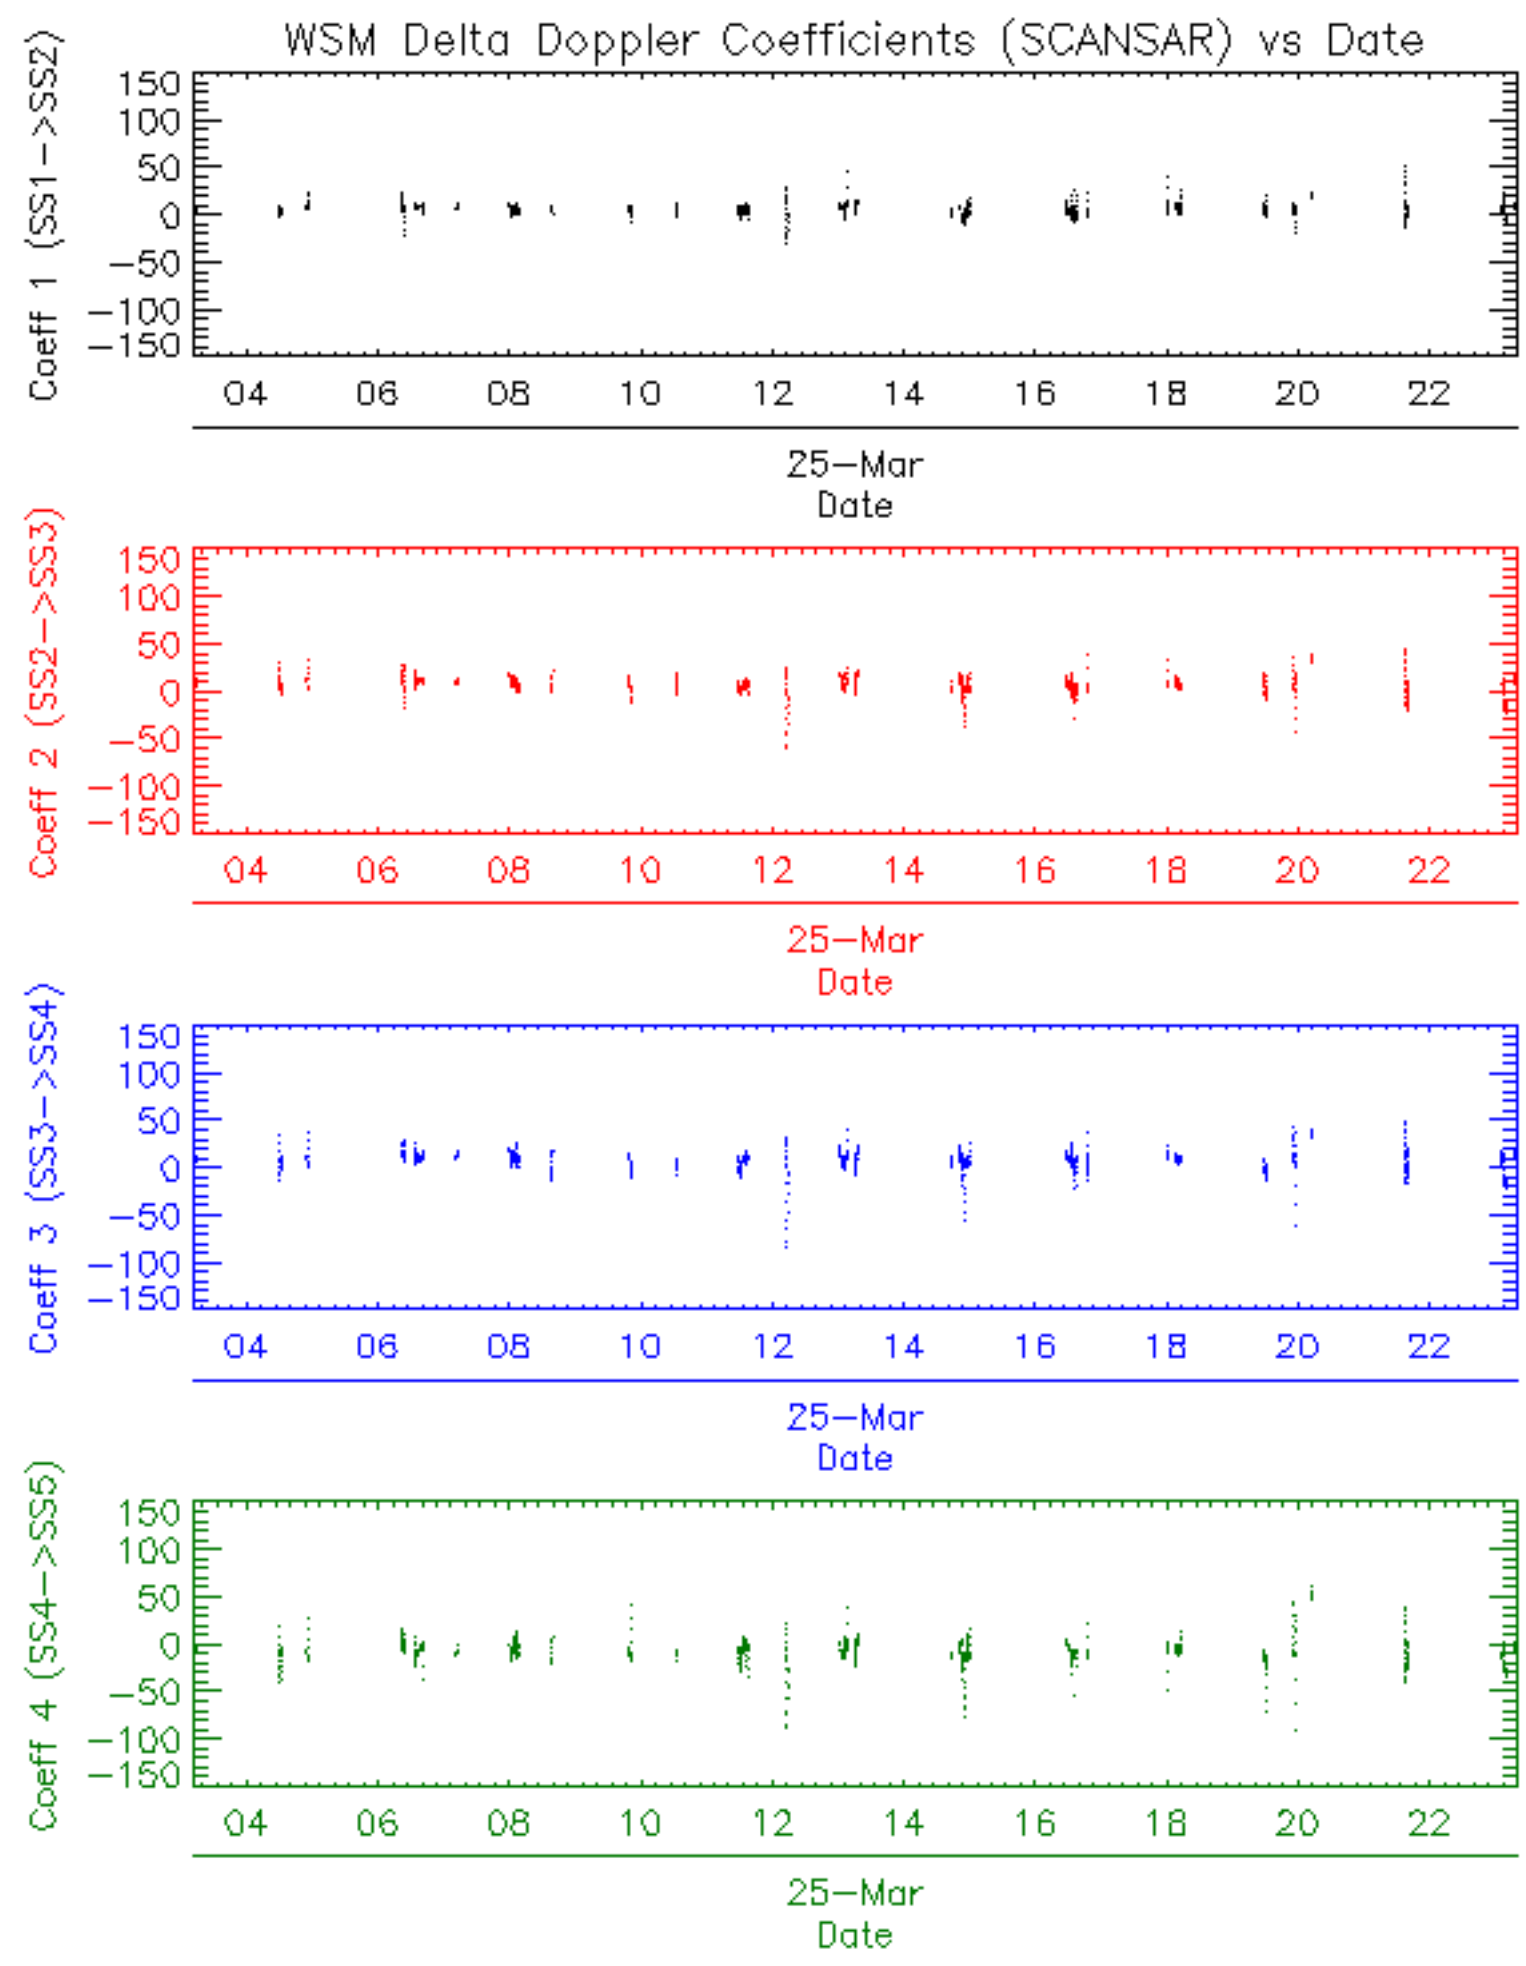 WSM Delta Doppler Coefficients (SCANSAR) vs Date
Coeff 1 (SS1->SS2)
150
100
50
0
-50
-100
-150
04 06 08 10 12 14 16 18 20 22
25-Mar
Date
Coeff 2 (SS2->SS3)
150
100
50
0
-50
-100
-150
04 06 08 10 12 14 16 18 20 22
25-Mar
Date
Coeff 3 (SS3->SS4)
150
100
50
0
-50
-100
-150
04 06 08 10 12 14 16 18 20 22
25-Mar
Date
Coeff 4 (SS4->SS5)
150
100
50
0
-50
-100
-150
04 06 08 10 12 14 16 18 20 22
25-Mar
Date